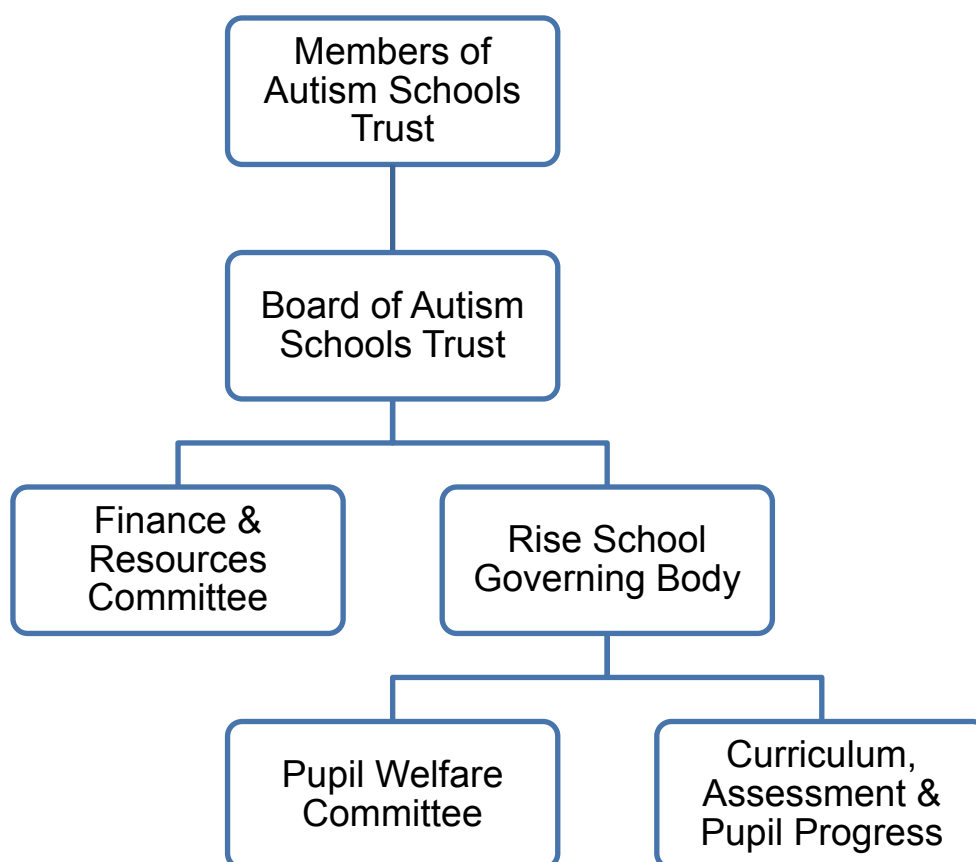 Members of
Autism Schools
Trust
Board of Autism
Schools Trust
Finance &
Resources
Committee
Rise School
Governing Body
Pupil Welfare
Committee
Curriculum,
Assessment &
Pupil Progress